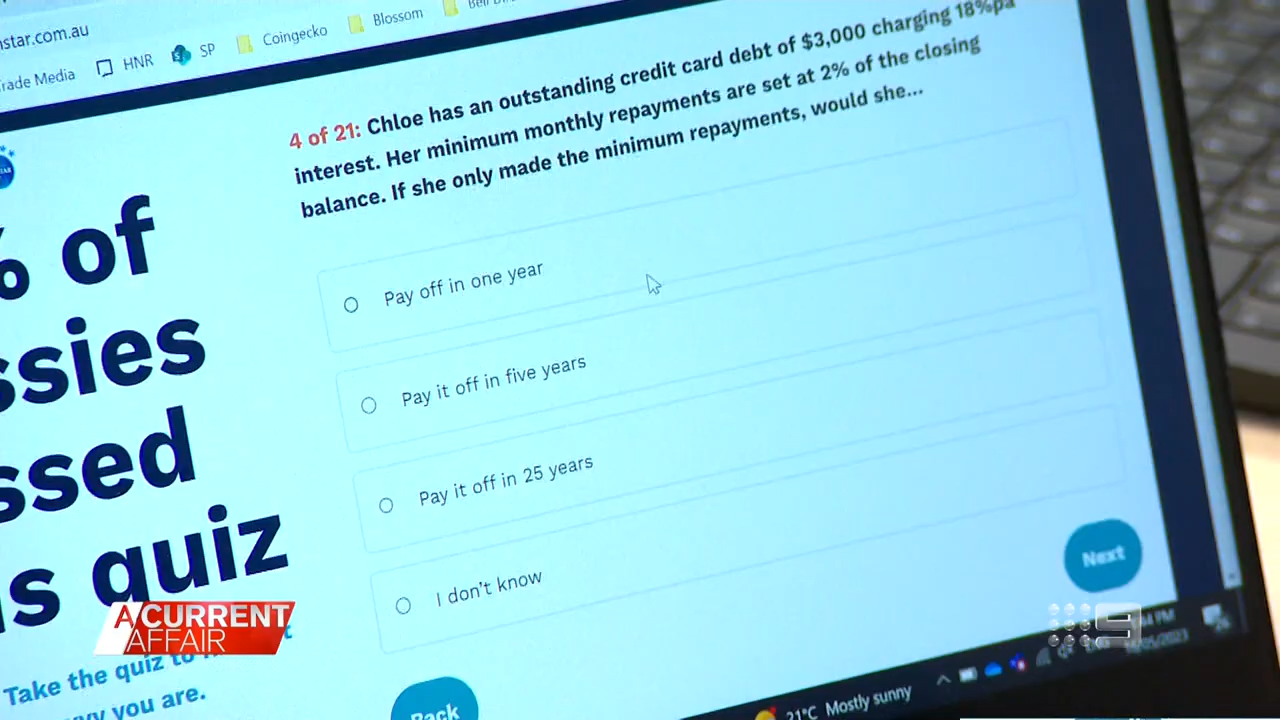 nstar.com.au
Trade Media HNR SP Coingecko Blossom
4 of 21: Chloe has an outstanding credit card debt of $3,000 charging 18%pa
interest. Her minimum monthly repayments are set at 2% of the closing
balance. If she only made the minimum repayments, would she...
Pay off in one year
Pay it off in five years
Pay it off in 25 years
I don't know
Next
Back
% of
ssies
ssed
s quiz
Take the quiz to
vvy you are.
A CURRENT
AFFAIR
9
21°C Mostly sunny